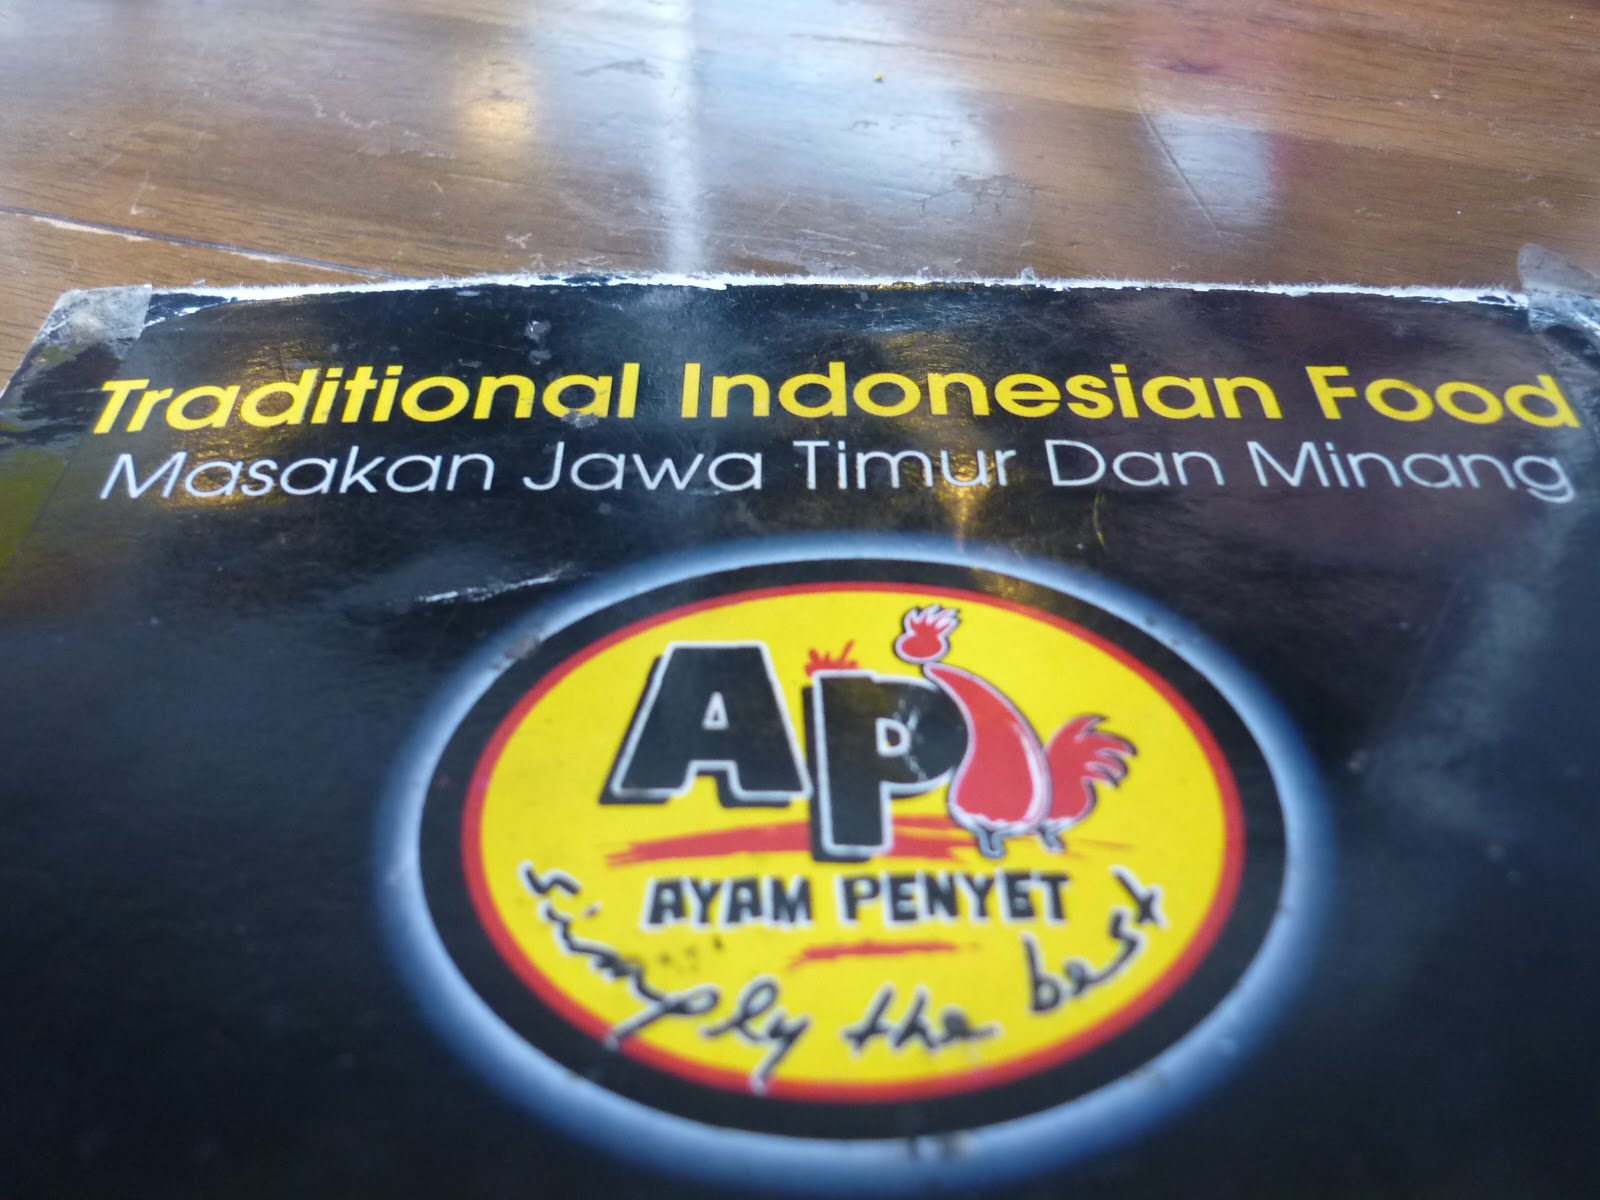 Traditional Indonesian Food
Masakan Jawa Timur Dan Minang
AP
AYAM PENYET
simply the best